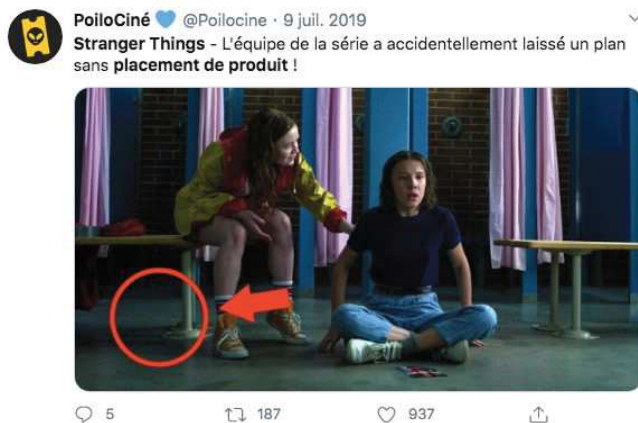 PoiloCiné 💙 @Poilocine · 9 juil. 2019
Stranger Things - L'équipe de la série a accidentellement laissé un plan
sans placement de produit !
5 187 937